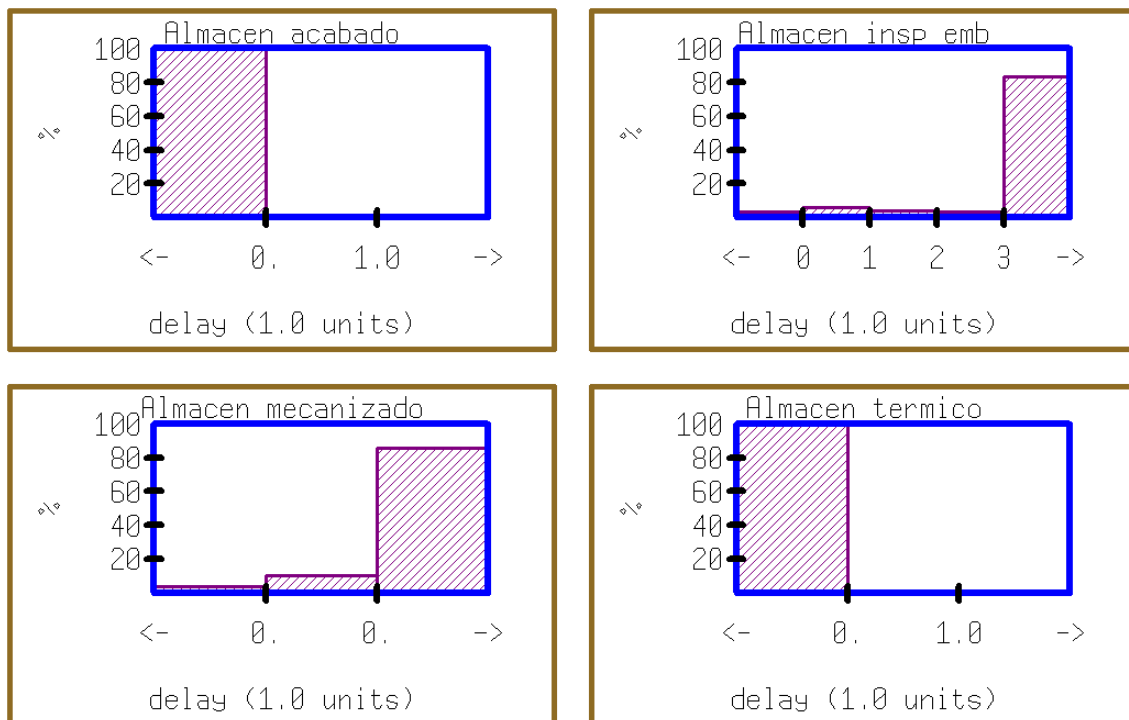 Almacen acabado
100
80
60
40
20
%
<- 0. 1.0 ->
delay (1.0 units)
Almacen insp emb
100
80
60
40
20
%
<- 0 1 2 3 ->
delay (1.0 units)
Almacen mecanizado
100
80
60
40
20
%
<- 0. 0. ->
delay (1.0 units)
Almacen termico
100
80
60
40
20
%
<- 0. 1.0 ->
delay (1.0 units)